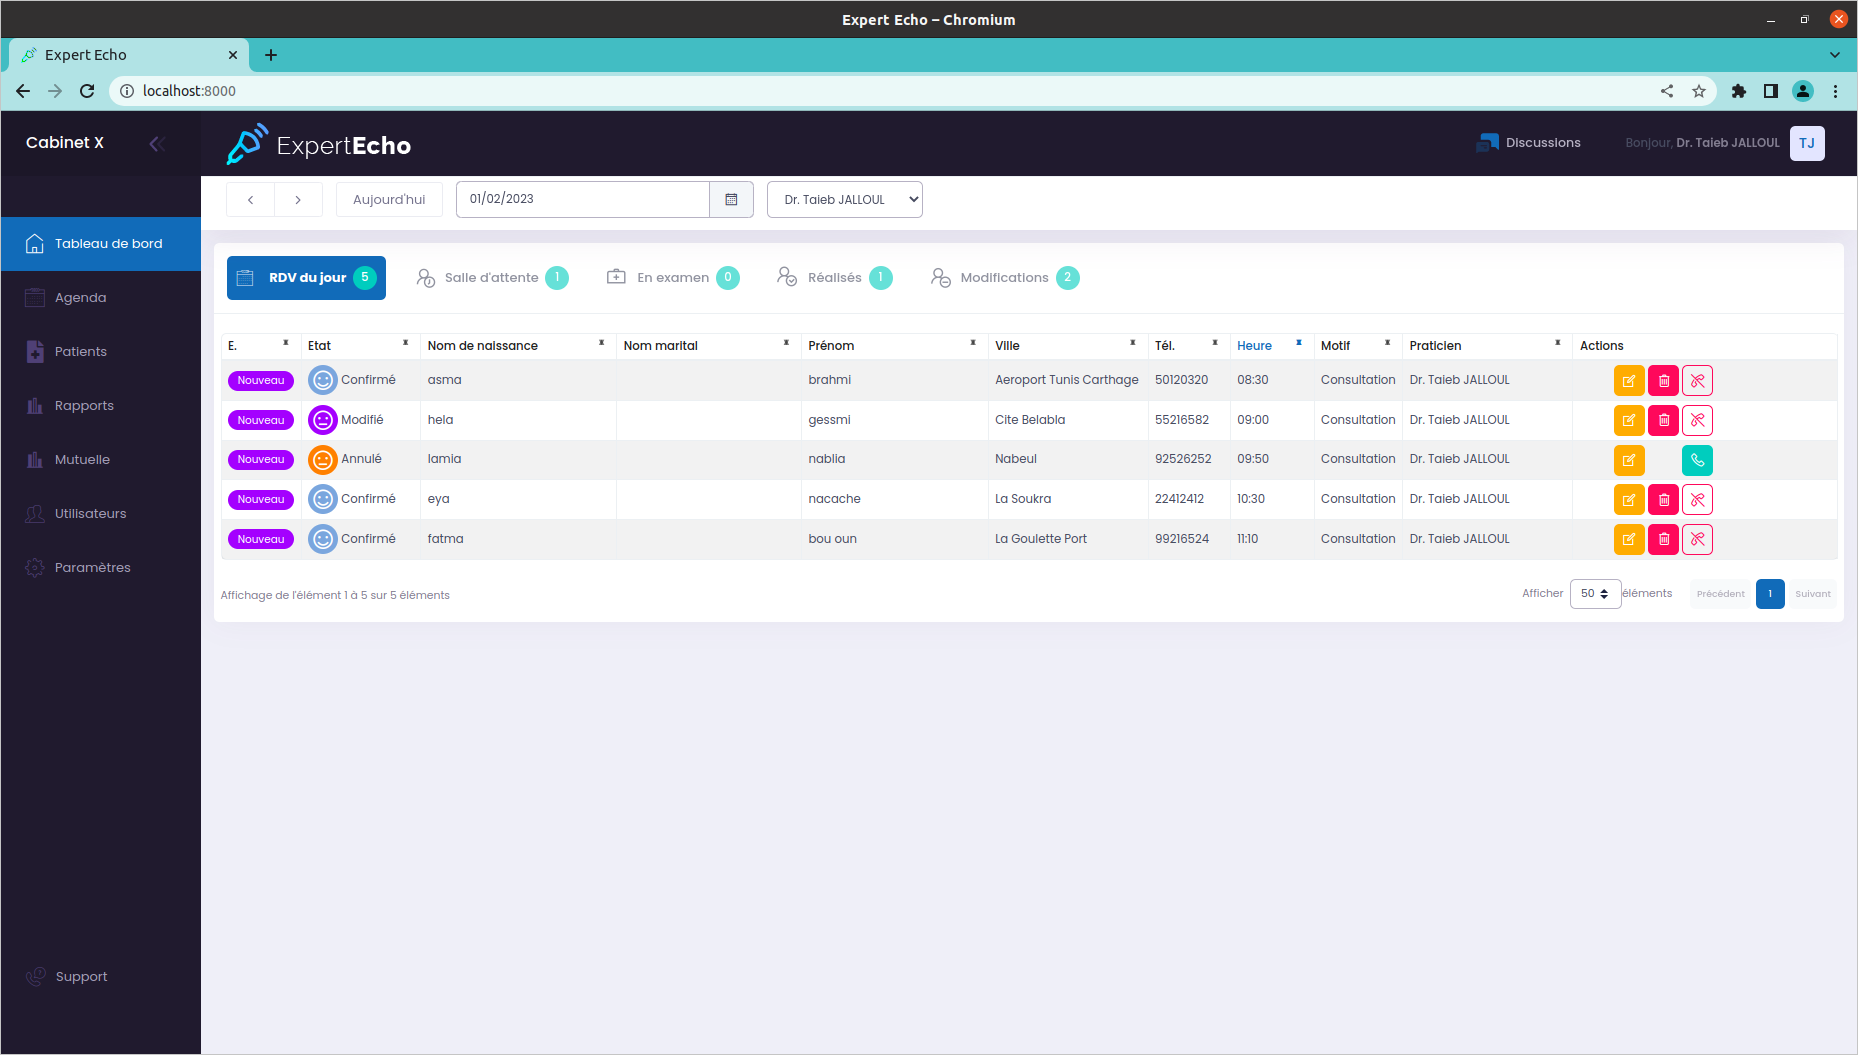 Expert Echo – Chromium
Expert Echo
localhost:8000
Cabinet X
ExpertEcho
Discussions
Bonjour, Dr. Taieb JALLOUL
TJ
Aujourd'hui
01/02/2023
Dr. Taieb JALLOUL
Tableau de bord
Agenda
Patients
Rapports
Mutuelle
Utilisateurs
Paramètres
Support
RDV du jour 5
Salle d'attente 1
En examen 0
Réalisés 1
Modifications 2
E. Etat Nom de naissance Nom marital Prénom Ville Tél. Heure Motif Praticien Actions
Nouveau Confirmé asma brahmi Aeroport Tunis Carthage 50120320 08:30 Consultation Dr. Taieb JALLOUL
Nouveau Modifié hela gessmi Cite Belabla 55216582 09:00 Consultation Dr. Taieb JALLOUL
Nouveau Annulé lamia nablia Nabeul 92526252 09:50 Consultation Dr. Taieb JALLOUL
Nouveau Confirmé eya nacache La Soukra 22412412 10:30 Consultation Dr. Taieb JALLOUL
Nouveau Confirmé fatma bou oun La Goulette Port 99216524 11:10 Consultation Dr. Taieb JALLOUL
Affichage de l'élément 1 à 5 sur 5 éléments
Afficher 50 éléments
Précédent 1 Suivant